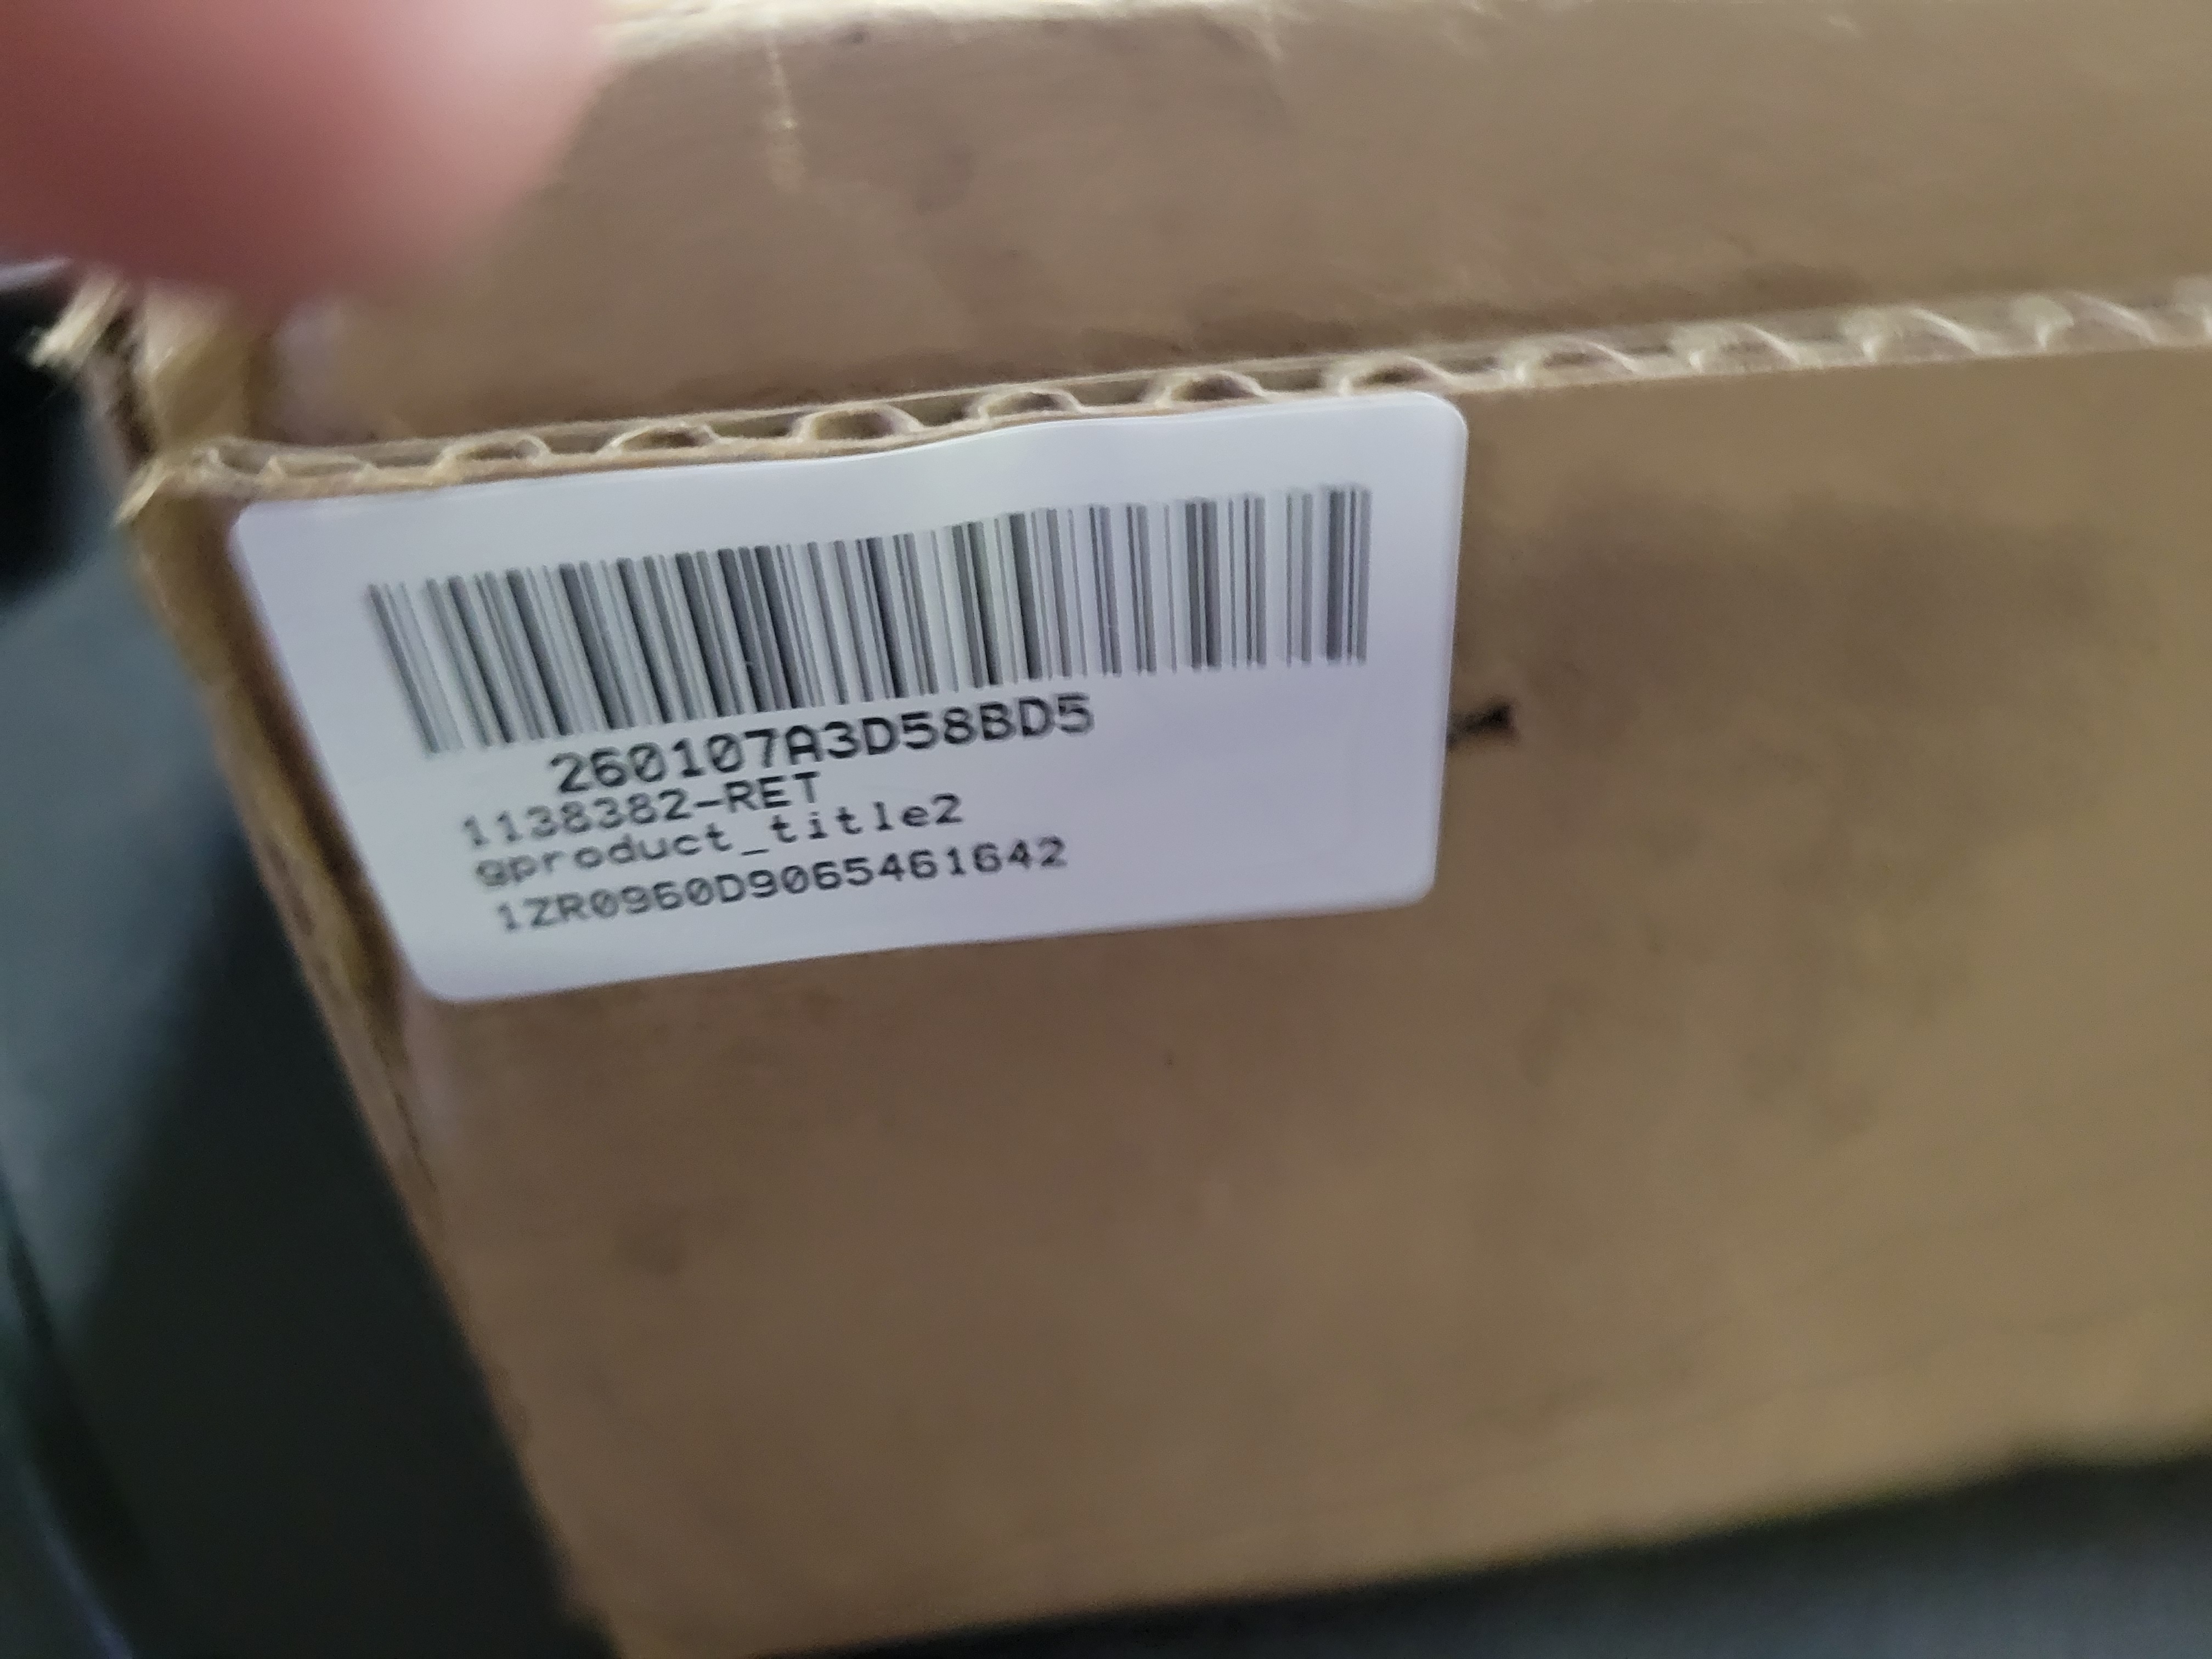 260107A3D58BD5
1138382-RET
gproduct_title2
1ZR0960D9065461642